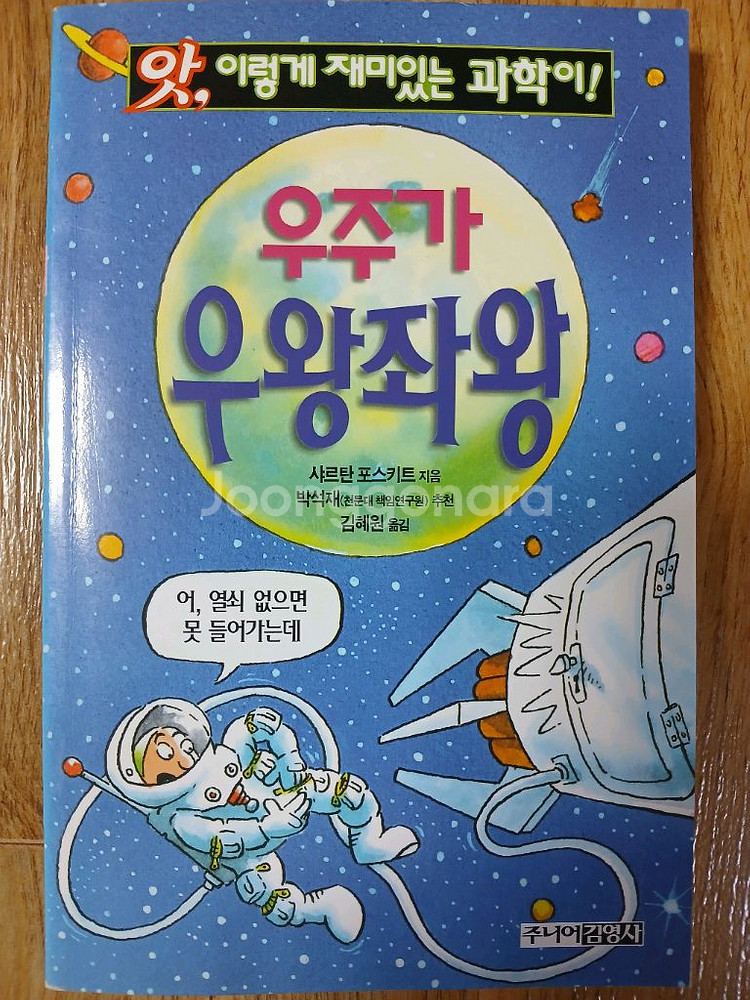 앗, 이렇게 재미있는 과학이!
우주가
우왕좌왕
샤르탄 포스키트 지음
박석재(천문대 책임연구원) 추천
김혜원 옮김
Joonggonara
어, 열쇠 없으면
못 들어가는데
주니어김영사